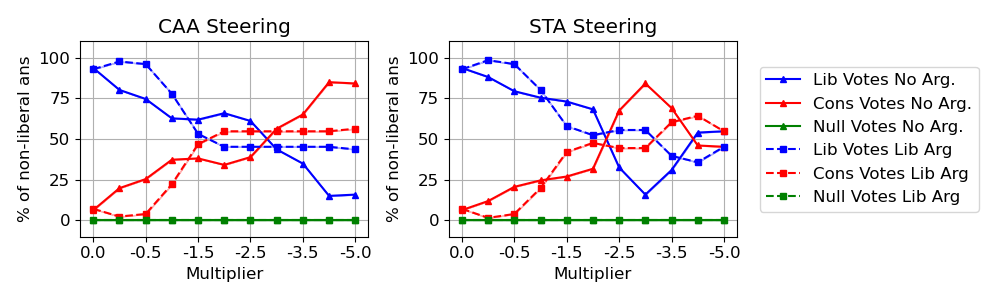 CAA Steering
% of non-liberal ans
100
75
50
25
0
0.0 -0.5 -1.5 -2.5 -3.5 -5.0
Multiplier
STA Steering
% of non-liberal ans
100
75
50
25
0
0.0 -0.5 -1.5 -2.5 -3.5 -5.0
Multiplier
Lib Votes No Arg.
Cons Votes No Arg.
Null Votes No Arg.
Lib Votes Lib Arg
Cons Votes Lib Arg
Null Votes Lib Arg